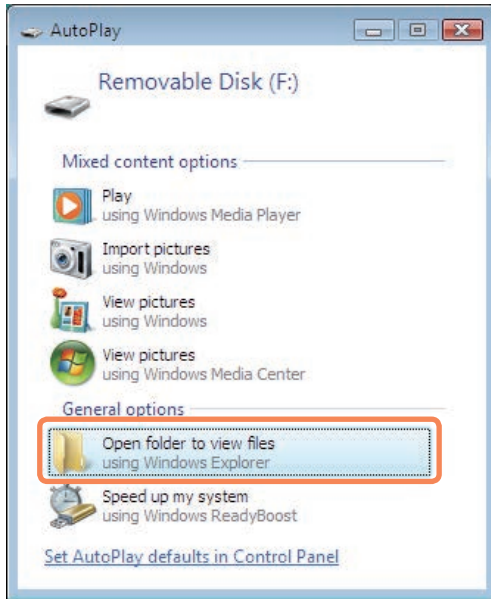 AutoPlay
Removable Disk (F:)
Mixed content options
Play
using Windows Media Player
Import pictures
using Windows
View pictures
using Windows
View pictures
using Windows Media Center
General options
Open folder to view files
using Windows Explorer
Speed up my system
using Windows ReadyBoost
Set AutoPlay defaults in Control Panel